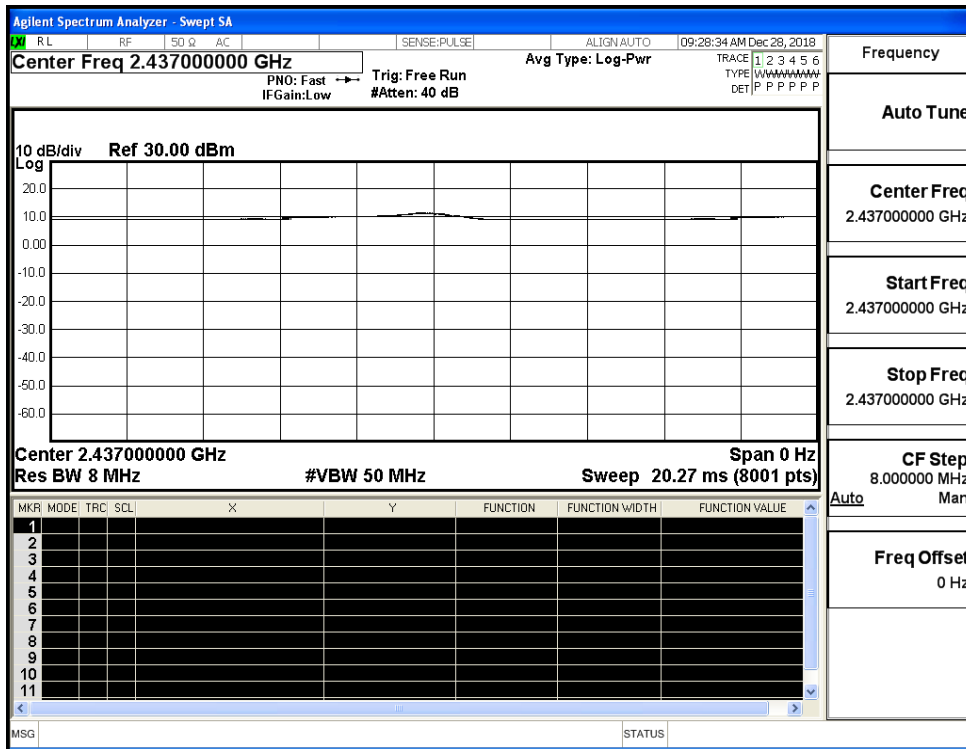 Agilent Spectrum Analyzer - Swept SA
LXI RL RF 50 Ω AC SENSE:PULSE ALIGN AUTO 09:28:34 AM Dec 28, 2018
Center Freq 2.437000000 GHz
PNO: Fast
IFGain:Low
Trig: Free Run
#Atten: 40 dB
Avg Type: Log-Pwr
TRACE 1 2 3 4 5 6
TYPE WWWWWW
DET P P P P P P
10 dB/div Ref 30.00 dBm
Log
20.0
10.0
0.00
-10.0
-20.0
-30.0
-40.0
-50.0
-60.0
Center 2.437000000 GHz Span 0 Hz
Res BW 8 MHz #VBW 50 MHz Sweep 20.27 ms (8001 pts)
MKR MODE TRC SCL X Y FUNCTION FUNCTION WIDTH FUNCTION VALUE
1
2
3
4
5
6
7
8
9
10
11
MSG STATUS
Frequency
Auto Tune
Center Freq
2.437000000 GHz
Start Freq
2.437000000 GHz
Stop Freq
2.437000000 GHz
CF Step
8.000000 MHz
Auto Man
Freq Offset
0 Hz